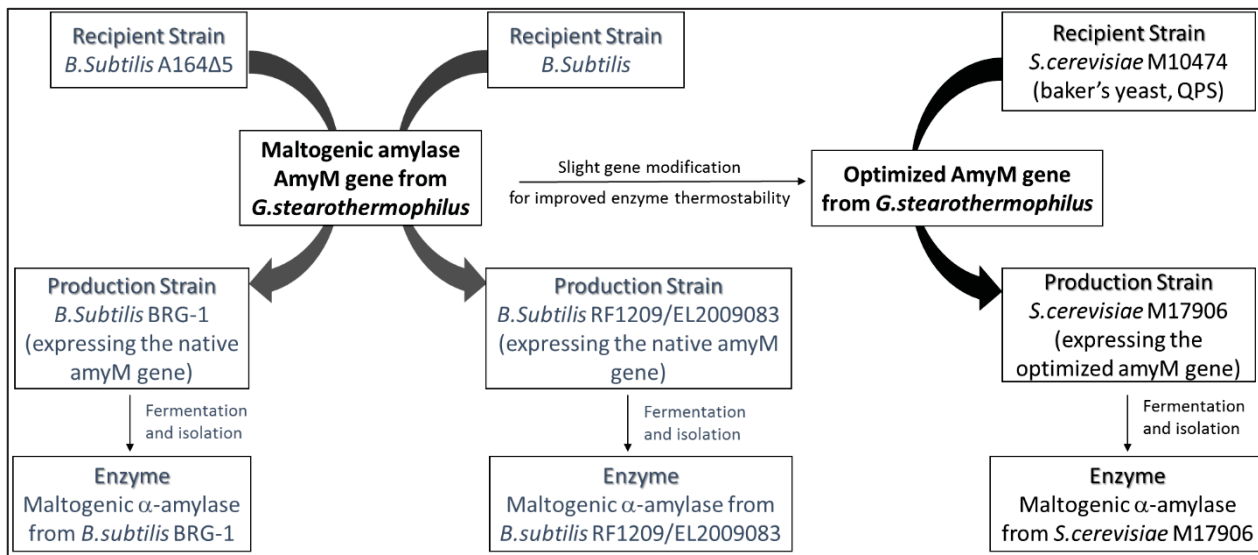 Recipient Strain
B.Subtilis A164Δ5
Recipient Strain
B.Subtilis
Recipient Strain
S.cerevisiae M10474
(baker's yeast, QPS)
Maltogenic amylase
AmyM gene from
G.stearothermophilus
Slight gene modification
for improved enzyme thermostability
Optimized AmyM gene
from G.stearothermophilus
Production Strain
B.Subtilis BRG-1
(expressing the native
amyM gene)
Production Strain
B.Subtilis RF1209/EL2009083
(expressing the native amyM
gene)
Production Strain
S.cerevisiae M17906
(expressing the
optimized amyM gene)
Fermentation
and isolation
Fermentation
and isolation
Fermentation
and isolation
Enzyme
Maltogenic α-amylase
from B.subtilis BRG-1
Enzyme
Maltogenic α-amylase from
B.subtilis RF1209/EL2009083
Enzyme
Maltogenic α-amylase
from S.cerevisiae M17906